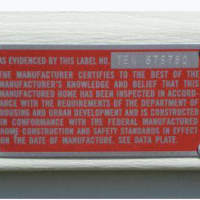 AS EVIDENCED BY THIS LABEL NO. TEN 678760
THE MANUFACTURER CERTIFIES TO THE BEST OF THE
MANUFACTURER'S KNOWLEDGE AND BELIEF THAT THIS
MANUFACTURED HOME HAS BEEN INSPECTED IN ACCORD-
ANCE WITH THE REQUIREMENTS OF THE DEPARTMENT OF
HOUSING AND URBAN DEVELOPMENT AND IS CONSTRUCTED
IN CONFORMANCE WITH THE FEDERAL MANUFACTURED
HOME CONSTRUCTION AND SAFETY STANDARDS IN EFFECT
ON THE DATE OF MANUFACTURE. SEE DATA PLATE.